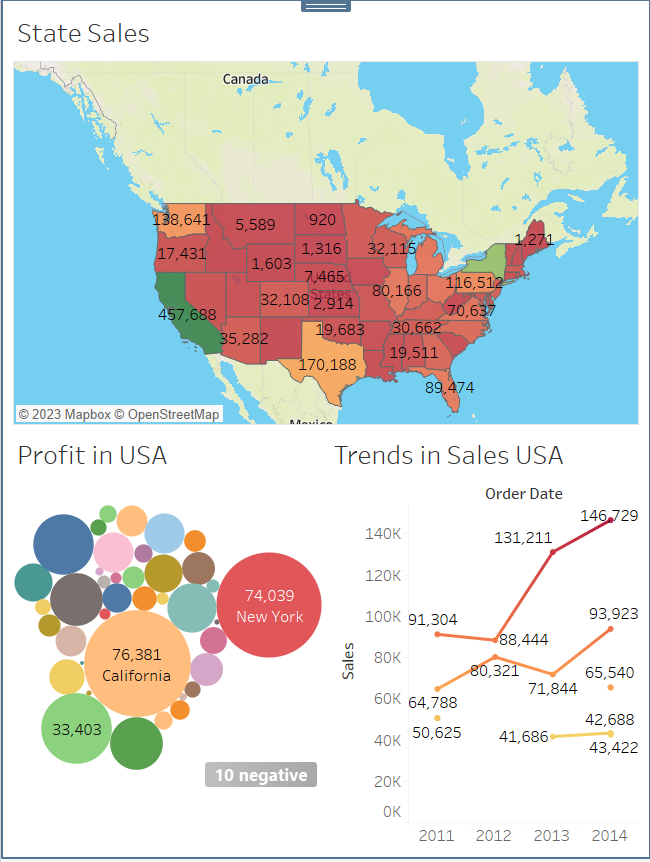 State Sales
Canada
138,641
5,589
920
17,431
1,316
32,115
1,271
1,603
7,465
United
States
116,512
457,688
32,108
2,914
80,166
70,637
35,282
19,683
30,662
170,188
19,511
89,474
© 2023 Mapbox © OpenStreetMap
Mexico
Profit in USA
74,039
New York
76,381
California
33,403
10 negative
Trends in Sales USA
Order Date
Sales
140K
120K
100K
80K
60K
40K
20K
0K
146,729
131,211
91,304
88,444
93,923
80,321
71,844
65,540
64,788
50,625
41,686
42,688
43,422
2011
2012
2013
2014